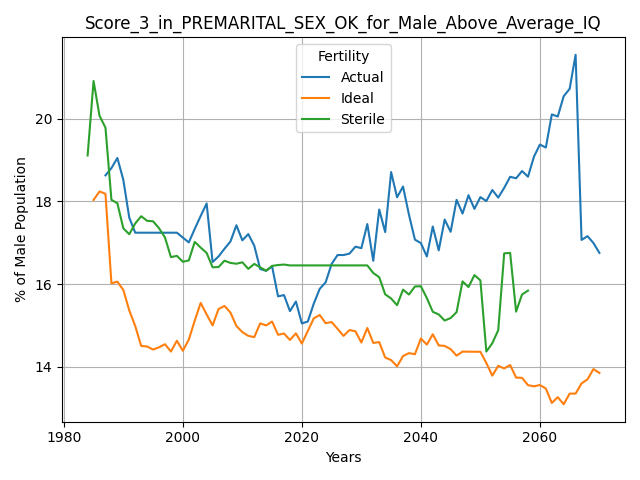 Score_3_in_PREMARITAL_SEX_OK_for_Male_Above_Average_IQ
Fertility
Actual
Ideal
Sterile
% of Male Population
20
18
16
14
1980
2000
2020
2040
2060
Years